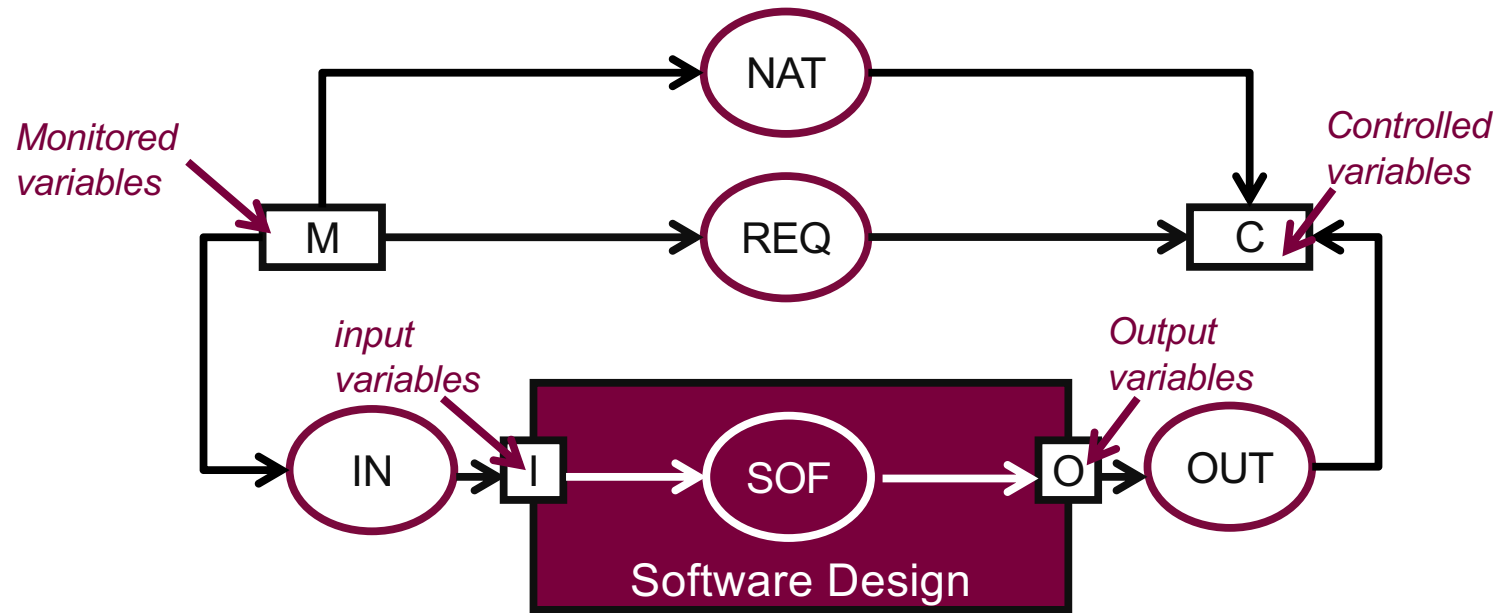 NAT
Monitored
variables
Controlled
variables
M
REQ
C
input
variables
Output
variables
IN
I
SOF
O
OUT
Software Design